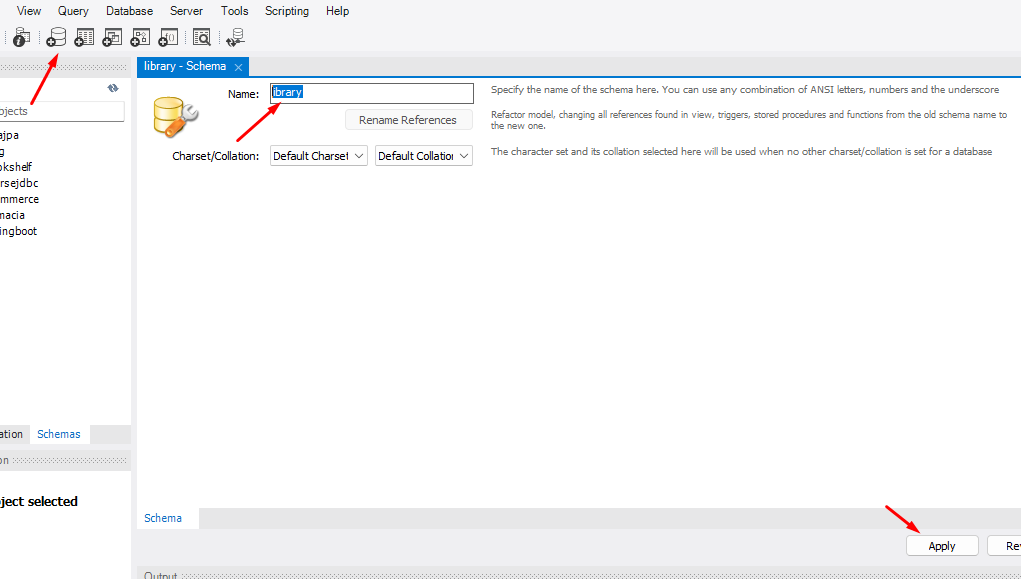 View Query Database Server Tools Scripting Help
library - Schema
Name: library
Specify the name of the schema here. You can use any combination of ANSI letters, numbers and the underscore
Rename References
Refactor model, changing all references found in view, triggers, stored procedures and functions from the old schema name to
the new one.
Charset/Collation: Default Charset Default Collation
The character set and its collation selected here will be used when no other charset/collation is set for a database
ojects
ajpa
g
okshelf
rsejdbc
mmerce
macia
ingboot
ation Schemas
on
ject selected
Schema
Apply Rev
Output